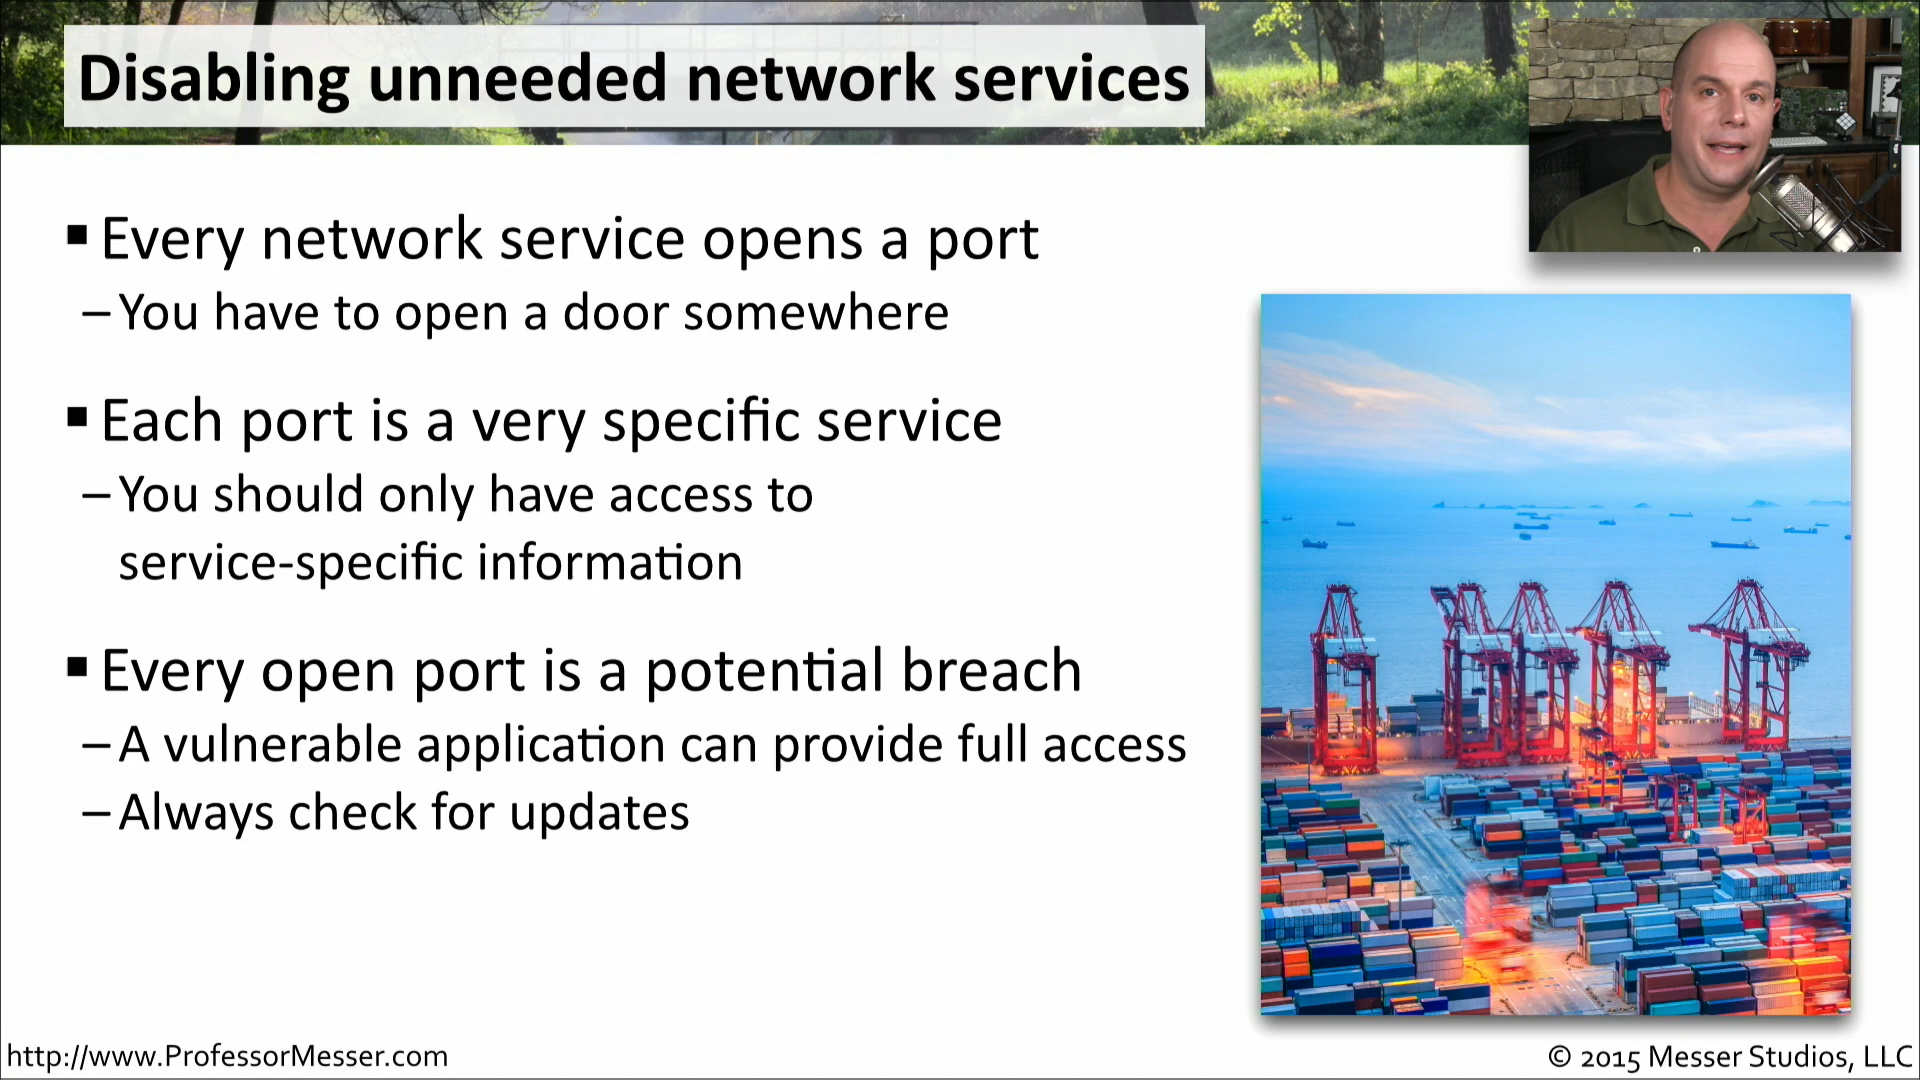 Disabling unneeded network services
▪ Every network service opens a port
– You have to open a door somewhere
▪ Each port is a very specific service
– You should only have access to
service-specific information
▪ Every open port is a potential breach
– A vulnerable application can provide full access
– Always check for updates
http://www.ProfessorMesser.com
© 2015 Messer Studios, LLC